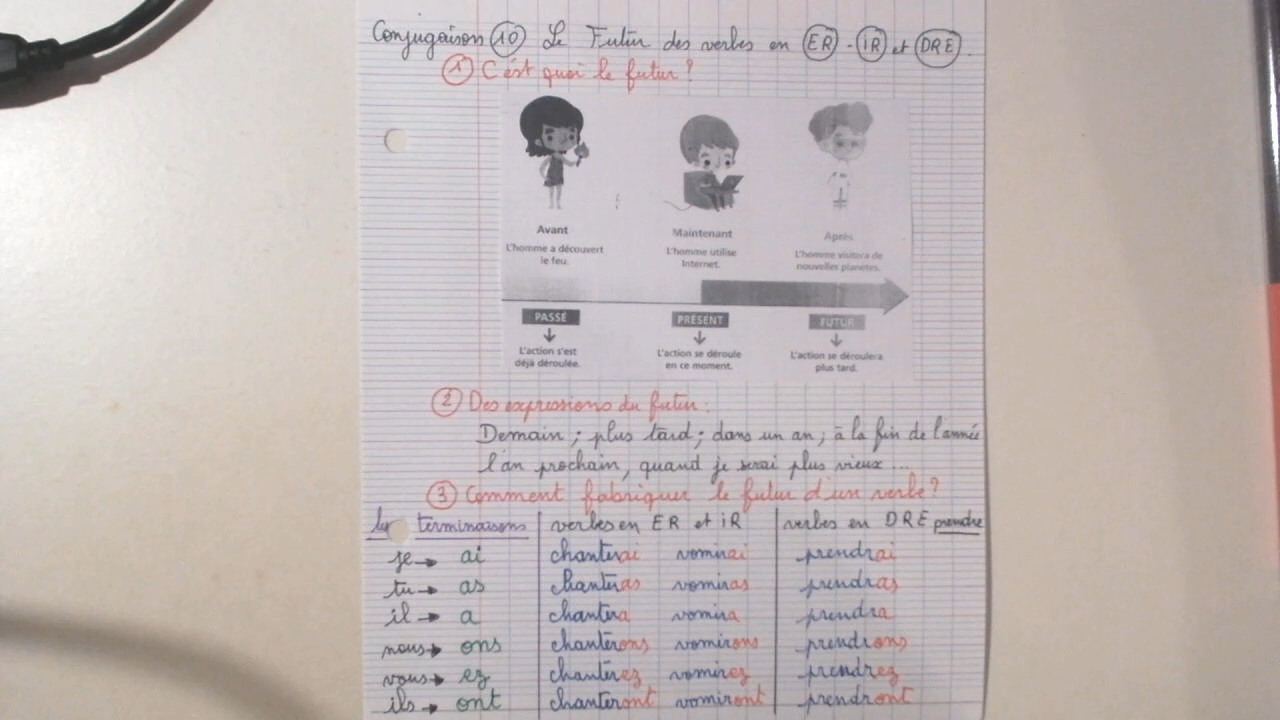 Conjugaison 10 Le Futur des verbes en ER - IR et DRE.
1 C'est quoi le futur ?
Avant
L'homme a découvert
le feu.
Maintenant
L'homme utilise
Internet.
Après
L'homme visitera de
nouvelles planètes.
PASSÉ
L'action s'est
déjà déroulée.
PRÉSENT
L'action se déroule
en ce moment.
FUTUR
L'action se déroulera
plus tard.
2 Des expressions du futur :
Demain ; plus tard ; dans un an ; à la fin de l'année
l'an prochain, quand je serai plus vieux ...
3 Comment fabriquer le futur d'un verbe ?
terminaisons verbes en ER et IR verbes en DRE prendre
je → ai chanterai vomirai prendrai
tu → as chanteras vomiras prendras
il → a chantera vomira prendra
nous → ons chanterons vomirons prendrons
vous → ez chanterez vomirez prendrez
ils → ont chanteront vomiront prendront